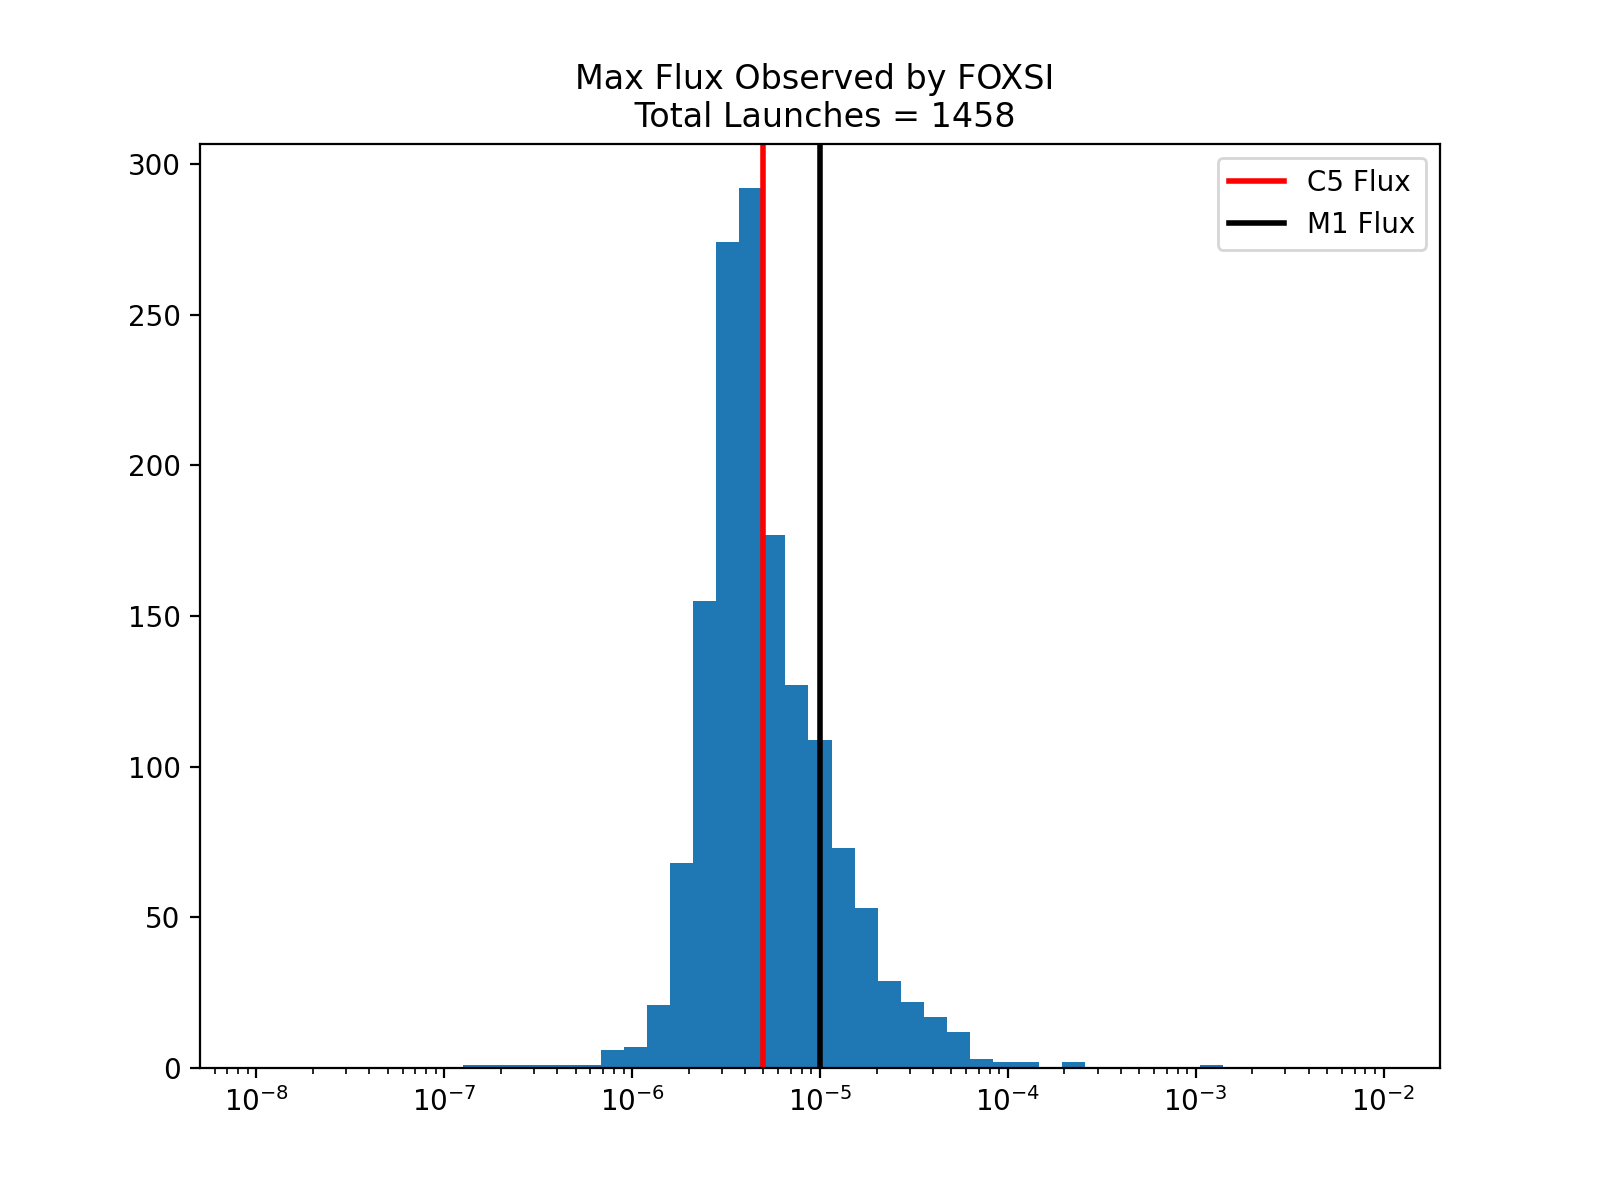 Max Flux Observed by FOXSI
Total Launches = 1458
C5 Flux
M1 Flux
300
250
200
150
100
50
0
10⁻⁸ 10⁻⁷ 10⁻⁶ 10⁻⁵ 10⁻⁴ 10⁻³ 10⁻²